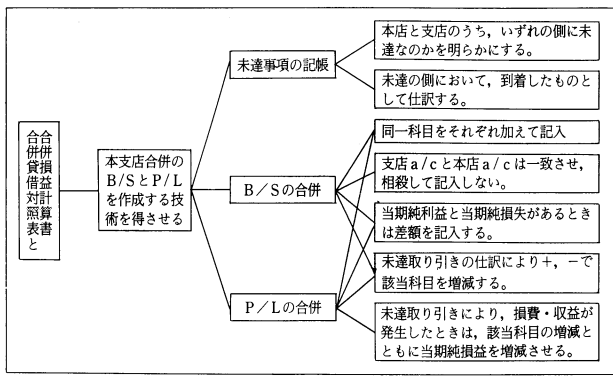 合併損益計算書
合併貸借対照表と
本支店合併の
B/SとP/L
を作成する技
術を得させる
未達事項の記帳
B/Sの合併
P/Lの合併
本店と支店のうち，いずれの側に未
達なのかを明らかにする。
未達の側において，到着したものと
して仕訳する。
同一科目をそれぞれ加えて記入
支店a/cと本店a/cは一致させ，
相殺して記入しない。
当期純利益と当期純損失があるとき
は差額を記入する。
未達取り引きの仕訳により+，-で
該当科目を増減する。
未達取り引きにより，損費・収益が
発生したときは，該当科目の増減と
ともに当期純損益を増減させる。